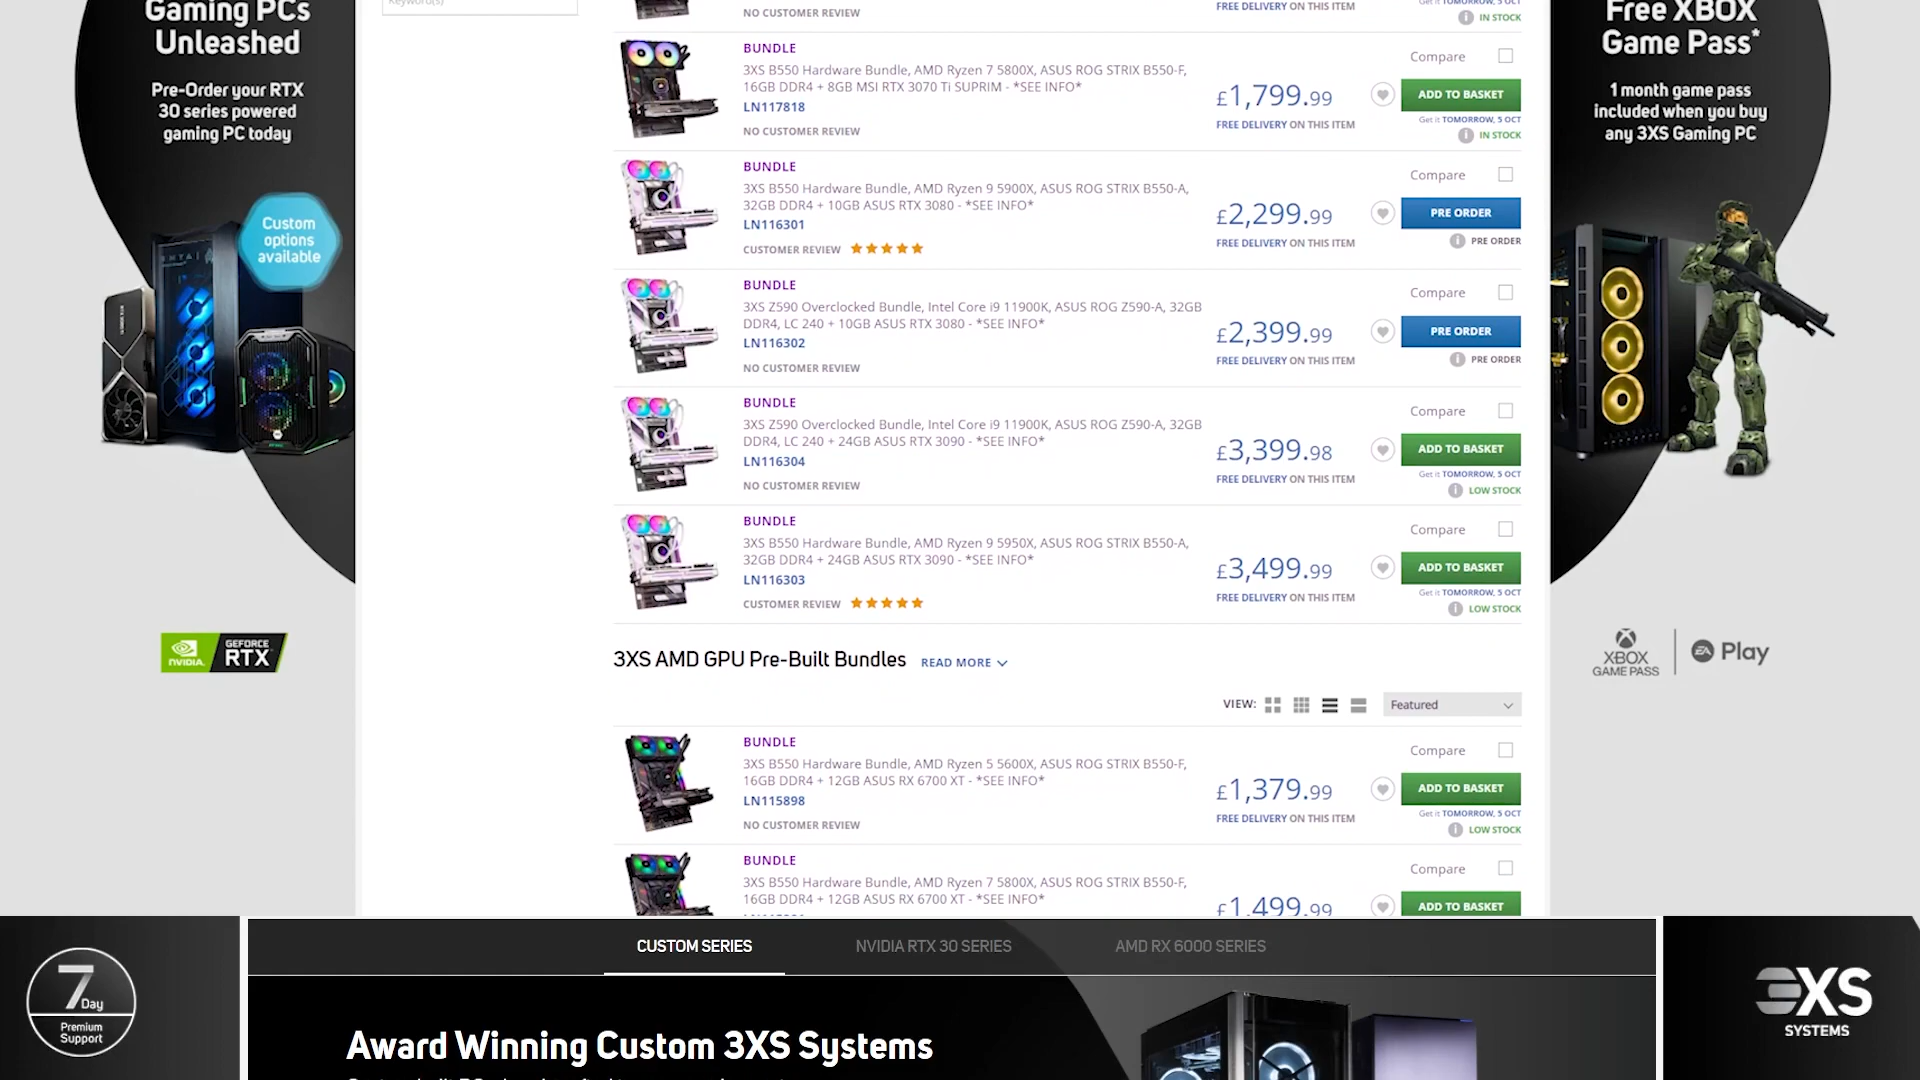 Gaming PCs
Unleashed
Pre-Order your RTX
30 series powered
gaming PC today
Custom
options
available
NVIDIA.
GEFORCE
RTX
Keyword(s)
NO CUSTOMER REVIEW
FREE DELIVERY ON THIS ITEM
Get it TOMORROW, 5 OCT
IN STOCK
BUNDLE
3XS B550 Hardware Bundle, AMD Ryzen 7 5800X, ASUS ROG STRIX B550-F,
16GB DDR4 + 8GB MSI RTX 3070 Ti SUPRIM - *SEE INFO*
LN117818
NO CUSTOMER REVIEW
£1,799.99
FREE DELIVERY ON THIS ITEM
Compare
ADD TO BASKET
Get it TOMORROW, 5 OCT
IN STOCK
BUNDLE
3XS B550 Hardware Bundle, AMD Ryzen 9 5900X, ASUS ROG STRIX B550-A,
32GB DDR4 + 10GB ASUS RTX 3080 - *SEE INFO*
LN116301
CUSTOMER REVIEW
£2,299.99
FREE DELIVERY ON THIS ITEM
Compare
PRE ORDER
PRE ORDER
BUNDLE
3XS Z590 Overclocked Bundle, Intel Core i9 11900K, ASUS ROG Z590-A, 32GB
DDR4, LC 240 + 10GB ASUS RTX 3080 - *SEE INFO*
LN116302
NO CUSTOMER REVIEW
£2,399.99
FREE DELIVERY ON THIS ITEM
Compare
PRE ORDER
PRE ORDER
BUNDLE
3XS Z590 Overclocked Bundle, Intel Core i9 11900K, ASUS ROG Z590-A, 32GB
DDR4, LC 240 + 24GB ASUS RTX 3090 - *SEE INFO*
LN116304
NO CUSTOMER REVIEW
£3,399.98
FREE DELIVERY ON THIS ITEM
Compare
ADD TO BASKET
Get it TOMORROW, 5 OCT
LOW STOCK
BUNDLE
3XS B550 Hardware Bundle, AMD Ryzen 9 5950X, ASUS ROG STRIX B550-A,
32GB DDR4 + 24GB ASUS RTX 3090 - *SEE INFO*
LN116303
CUSTOMER REVIEW
£3,499.99
FREE DELIVERY ON THIS ITEM
Compare
ADD TO BASKET
Get it TOMORROW, 5 OCT
LOW STOCK
3XS AMD GPU Pre-Built Bundles READ MORE
VIEW:
Featured
BUNDLE
3XS B550 Hardware Bundle, AMD Ryzen 5 5600X, ASUS ROG STRIX B550-F,
16GB DDR4 + 12GB ASUS RX 6700 XT - *SEE INFO*
LN115898
NO CUSTOMER REVIEW
£1,379.99
FREE DELIVERY ON THIS ITEM
Compare
ADD TO BASKET
Get it TOMORROW, 5 OCT
LOW STOCK
BUNDLE
3XS B550 Hardware Bundle, AMD Ryzen 7 5800X, ASUS ROG STRIX B550-F,
16GB DDR4 + 12GB ASUS RX 6700 XT - *SEE INFO*
£1,499.99
Compare
ADD TO BASKET
Free XBOX
Game Pass*
1 month game pass
included when you buy
any 3XS Gaming PC
XBOX
GAME PASS
EA Play
7 Day
Premium
Support
CUSTOM SERIES
NVIDIA RTX 30 SERIES
AMD RX 6000 SERIES
Award Winning Custom 3XS Systems
3XS
SYSTEMS